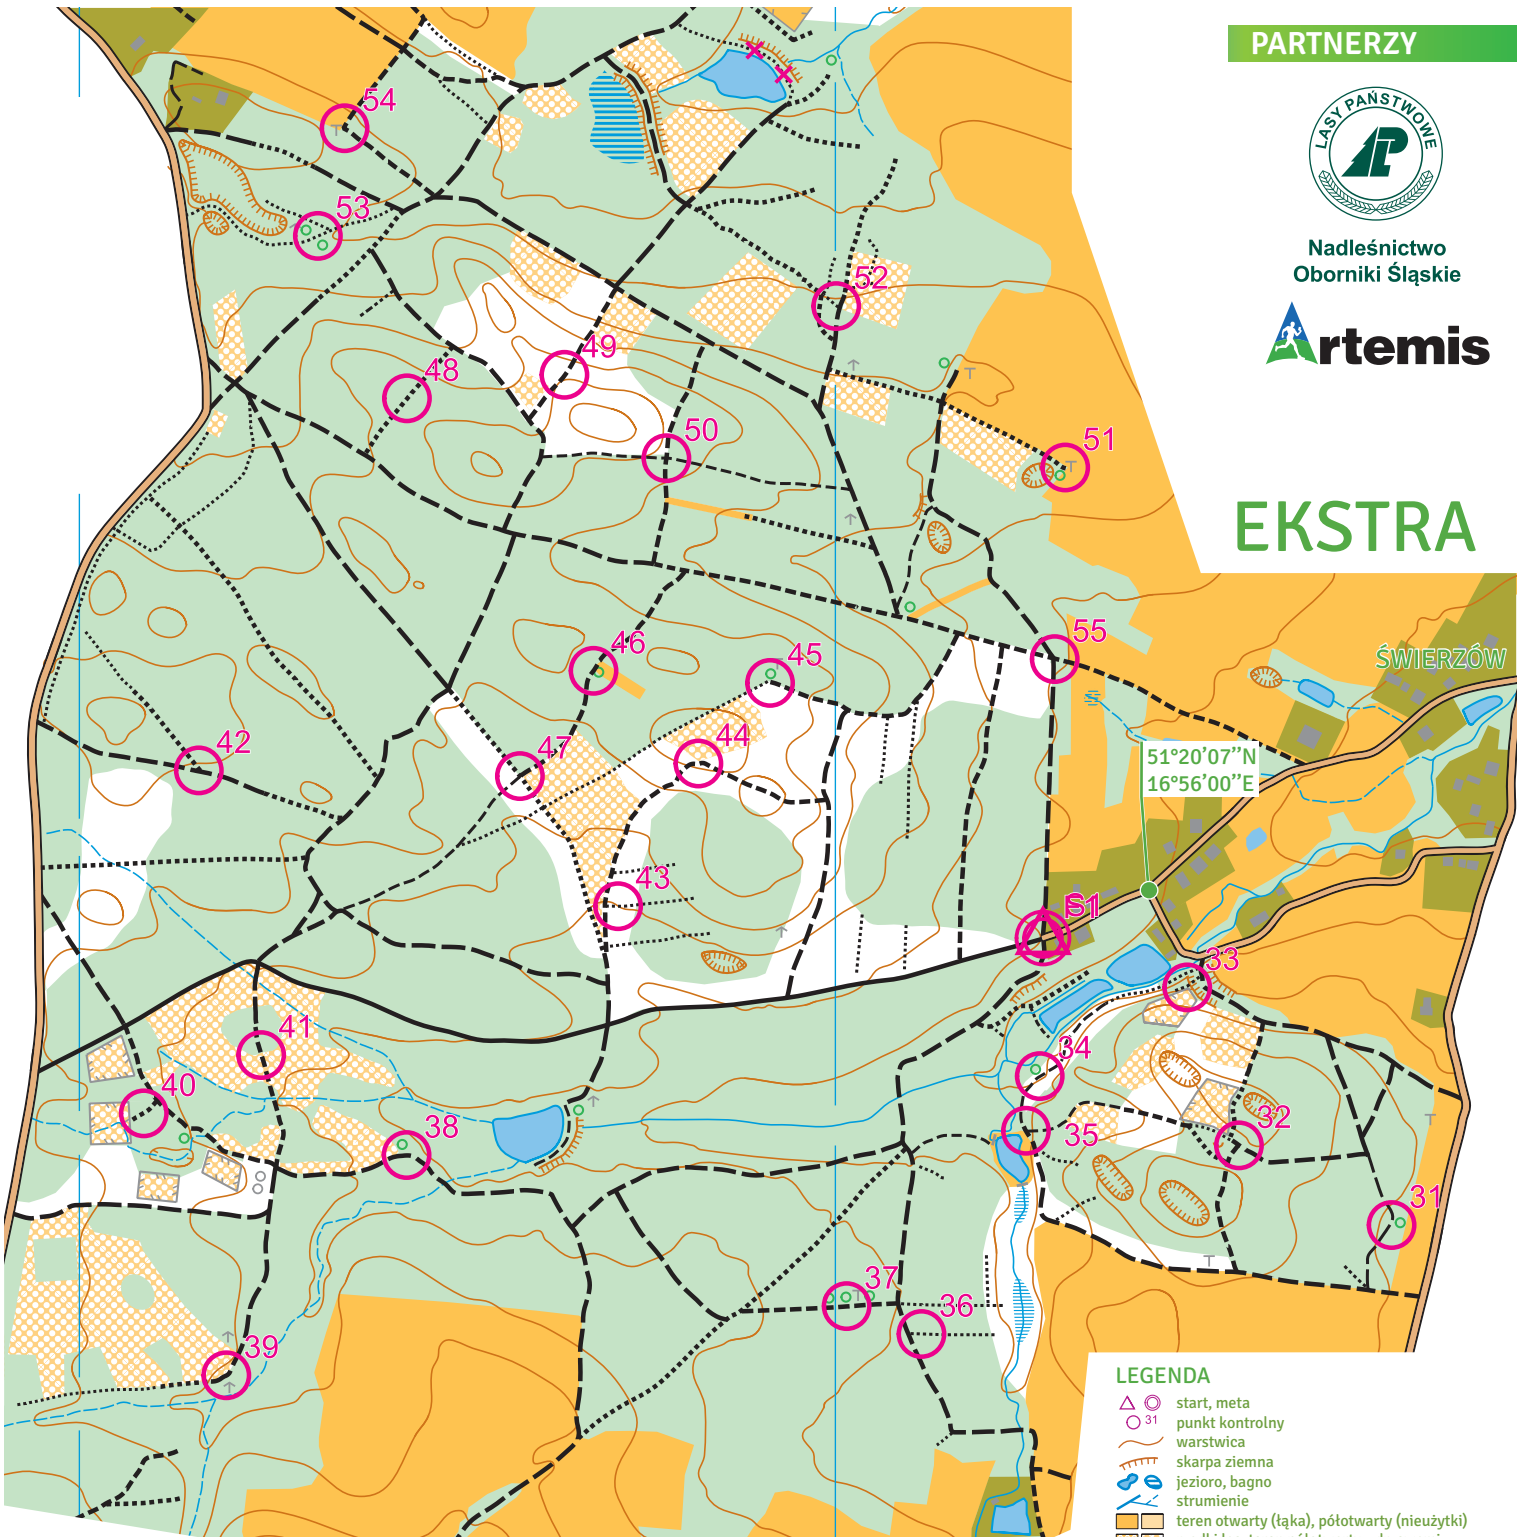 PARTNERZY
LASY PAŃSTWOWE
Nadleśnictwo
Oborniki Śląskie
Artemis
EKSTRA
54
53
52
49
48
50
51
55
46
45
ŚWIERZÓW
42
47
44
51°20’07’’N
16°56’00’’E
43
F1
S1
33
41
34
40
38
35
32
31
37
36
39
LEGENDA
start, meta
31 punkt kontrolny
warstwica
skarpa ziemna
jezioro, bagno
strumienie
teren otwarty (łąka), półotwarty (nieużytki)